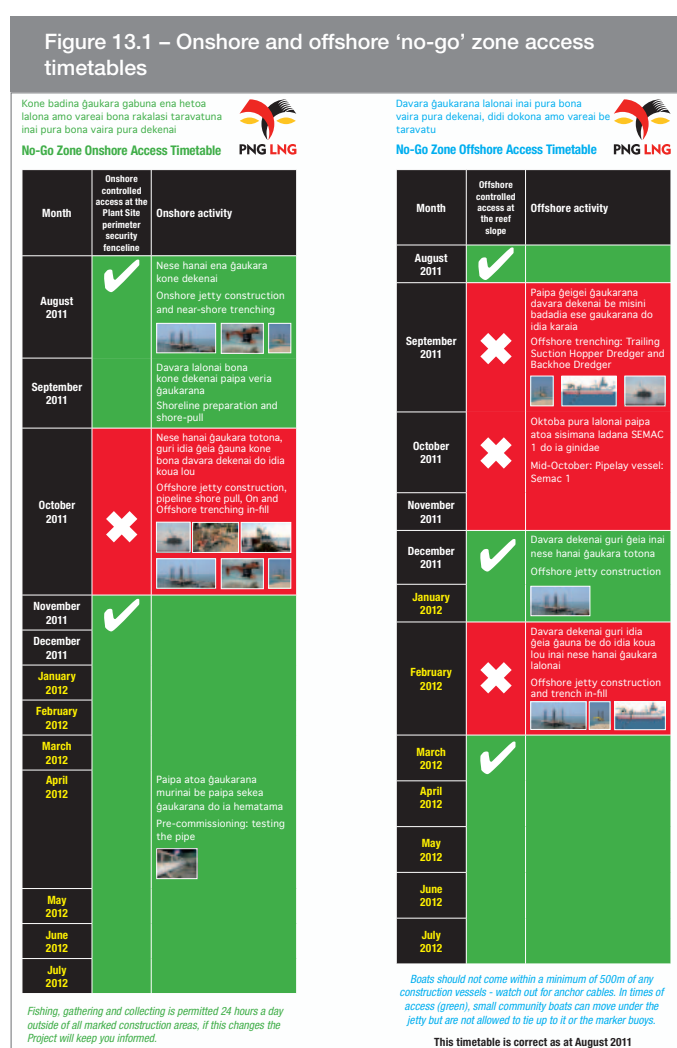 Figure 13.1 – Onshore and offshore ‘no-go’ zone access
timetables
Kone badina ḡaukara gabuna ena hetoa
lalona amo vareai bona rakalasi taravatuna
inai pura bona vaira pura dekenai
No-Go Zone Onshore Access Timetable
PNG LNG
Month
Onshore
controlled
access at the
Plant Site
perimeter
security
fenceline
Onshore activity
August
2011
Nese hanai ena ḡaukara
kone dekenai
Onshore jetty construction
and near-shore trenching
September
2011
Davara lalonai bona
kone dekenai paipa veria
ḡaukarana
Shoreline preparation and
shore-pull
October
2011
Nese hanai ḡaukara totona,
guri idia ḡeia ḡauna kone
bona davara dekenai do idia
koua lou
Offshore jetty construction,
pipeline shore pull, On and
Offshore trenching in-fill
November
2011
December
2011
January
2012
February
2012
March
2012
April
2012
Paipa atoa ḡaukarana
murinai be paipa sekea
ḡaukarana do ia hematama
Pre-commissioning: testing
the pipe
May
2012
June
2012
July
2012
Fishing, gathering and collecting is permitted 24 hours a day
outside of all marked construction areas, if this changes the
Project will keep you informed.
Davara ḡaukarana lalonai inai pura bona
vaira pura dekenai, didi dokona amo vareai be
taravatu
No-Go Zone Offshore Access Timetable
PNG LNG
Month
Offshore
controlled
access at
the reef
slope
Offshore activity
August
2011
September
2011
Paipa ḡeigei ḡaukarana
davara dekenai be misini
badadia ese gaukarana do
idia karaia
Offshore trenching: Trailing
Suction Hopper Dredger and
Backhoe Dredger
October
2011
Oktoba pura lalonai paipa
atoa sisimana ladana SEMAC
1 do ia ginidae
Mid-October: Pipelay vessel:
Semac 1
November
2011
December
2011
Davara dekenai guri ḡeia inai
nese hanai ḡaukara totona
Offshore jetty construction
January
2012
February
2012
Davara dekenai guri idia
ḡeia ḡauna be do idia koua
lou inai nese hanai ḡaukara
lalonai
Offshore jetty construction
and trench in-fill
March
2012
April
2012
May
2012
June
2012
July
2012
Boats should not come within a minimum of 500m of any
construction vessels - watch out for anchor cables. In times of
access (green), small community boats can move under the
jetty but are not allowed to tie up to it or the marker buoys.
This timetable is correct as at August 2011